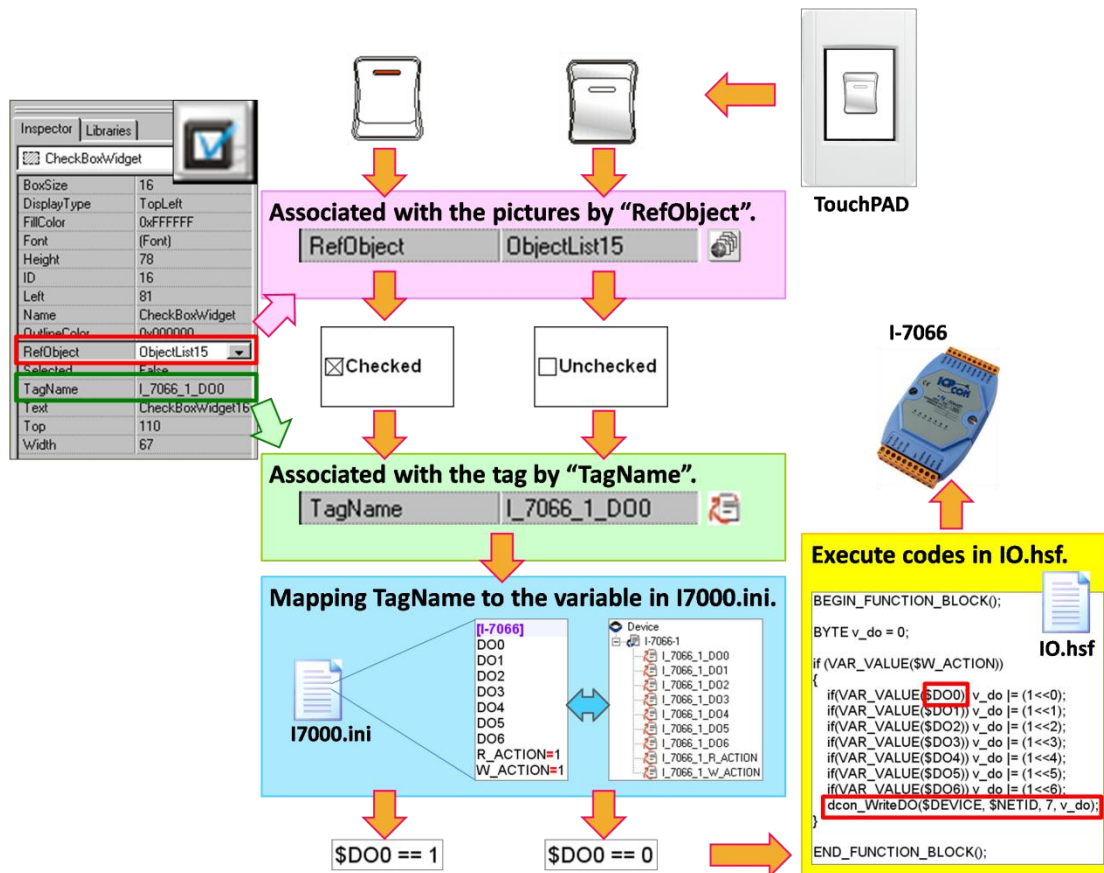 TouchPAD
Inspector
Libraries
CheckBoxWidget
BoxSize 16
DisplayType TopLeft
FillColor 0xFFFFFF
Font (Font)
Height 78
ID 16
Left 81
Name CheckBoxWidget
OutlineColor 0x000000
RefObject ObjectList15
Selected False
TagName I_7066_1_DO0
Text CheckBoxWidget16
Top 110
Width 67
Associated with the pictures by “RefObject”.
RefObject ObjectList15
Checked
Unchecked
Associated with the tag by “TagName”.
TagName I_7066_1_DO0
Mapping TagName to the variable in I7000.ini.
I7000.ini
[I-7066]
DO0
DO1
DO2
DO3
DO4
DO5
DO6
R_ACTION=1
W_ACTION=1
Device
I-7066-1
I_7066_1_DO0
I_7066_1_DO1
I_7066_1_DO2
I_7066_1_DO3
I_7066_1_DO4
I_7066_1_DO5
I_7066_1_DO6
I_7066_1_R_ACTION
I_7066_1_W_ACTION
$DO0 == 1
$DO0 == 0
I-7066
ICP
con
Execute codes in IO.hsf.
IO.hsf
BEGIN_FUNCTION_BLOCK();
BYTE v_do = 0;
if (VAR_VALUE($W_ACTION))
{
if(VAR_VALUE($DO0)) v_do |= (1<<0);
if(VAR_VALUE($DO1)) v_do |= (1<<1);
if(VAR_VALUE($DO2)) v_do |= (1<<2);
if(VAR_VALUE($DO3)) v_do |= (1<<3);
if(VAR_VALUE($DO4)) v_do |= (1<<4);
if(VAR_VALUE($DO5)) v_do |= (1<<5);
if(VAR_VALUE($DO6)) v_do |= (1<<6);
dcon_WriteDO($DEVICE, $NETID, 7, v_do);
}
END_FUNCTION_BLOCK();